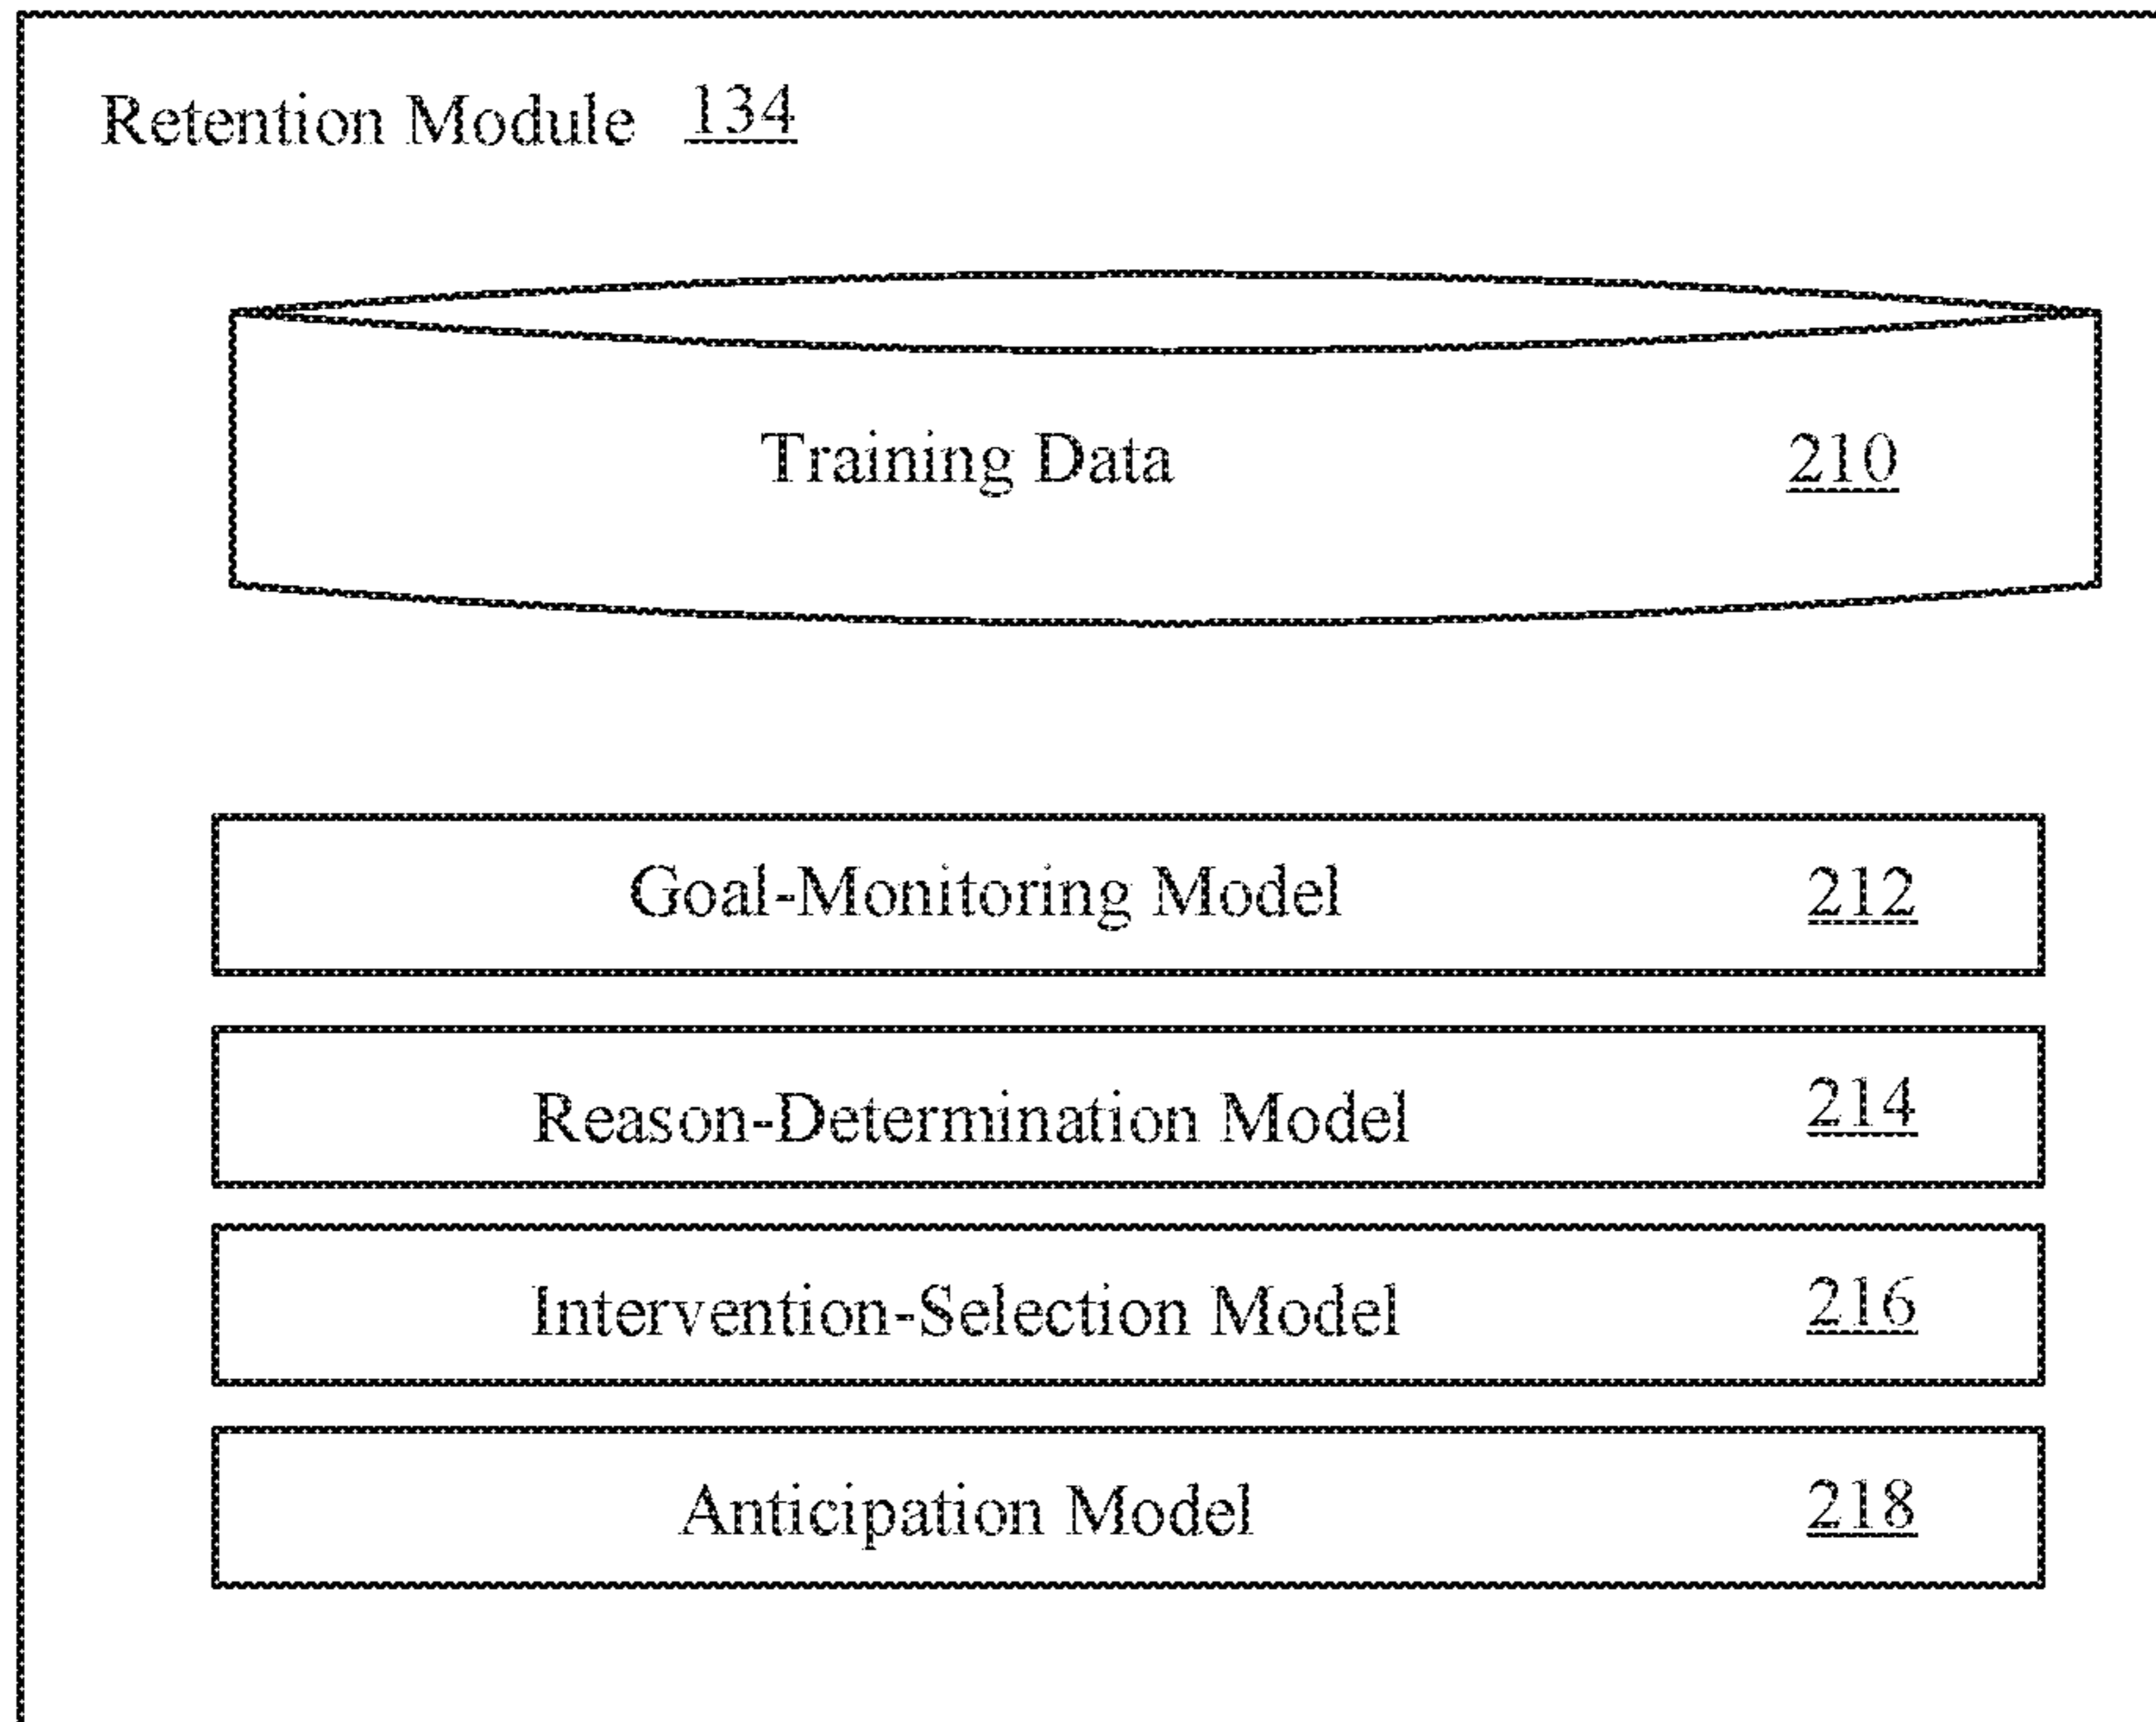 Retention Module 134
Training Data 210
Goal-Monitoring Model 212
Reason-Determination Model 214
Intervention-Selection Model 216
Anticipation Model 218